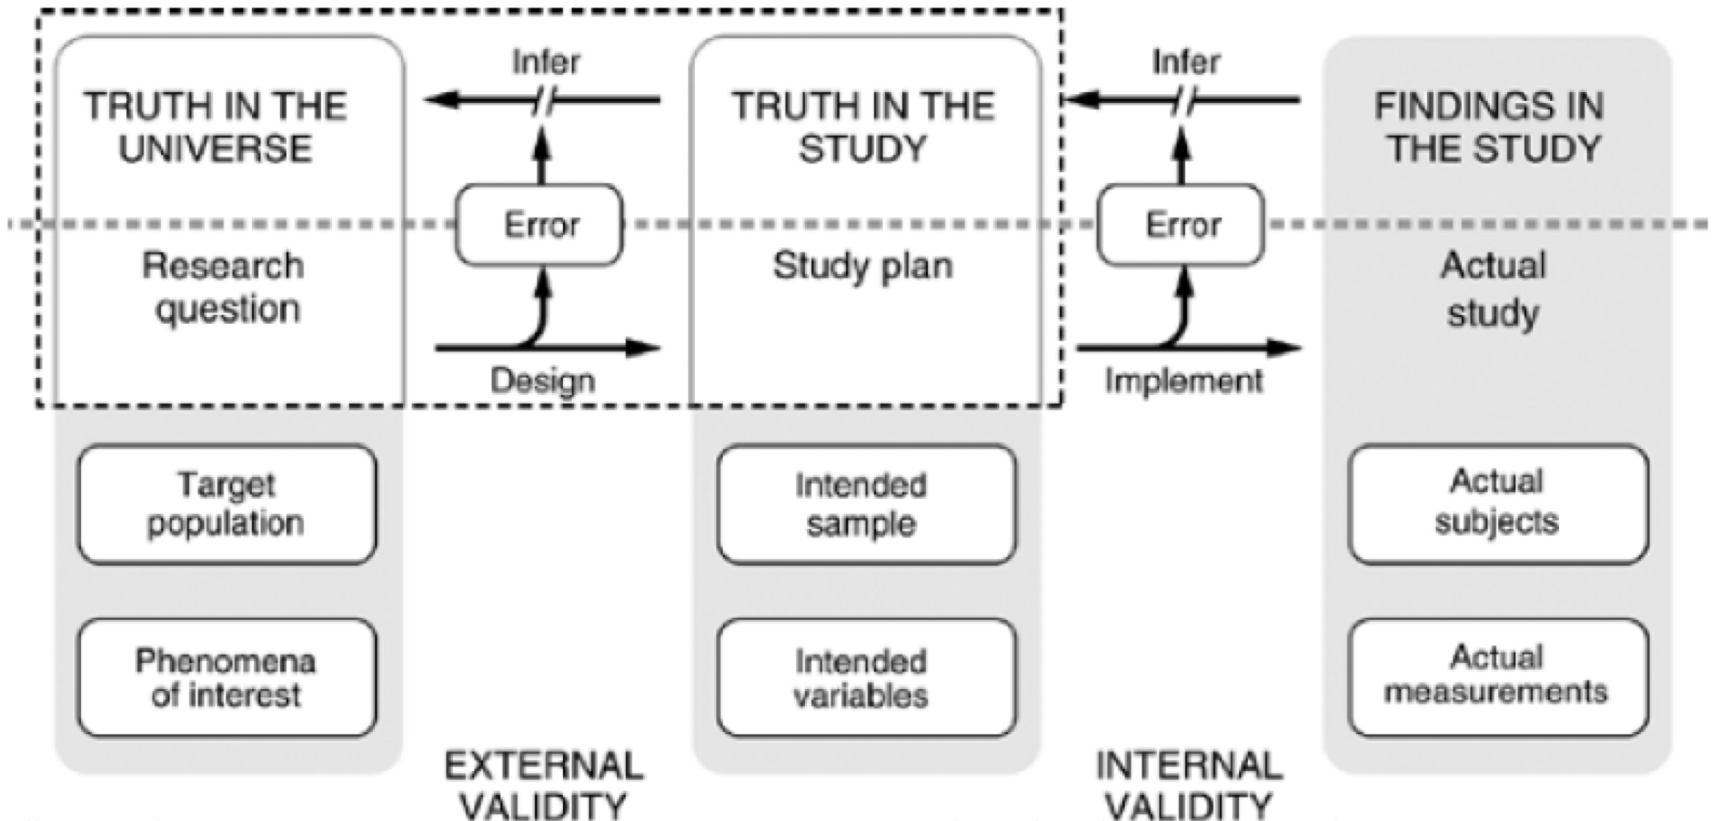 Infer
Infer
TRUTH IN THE
UNIVERSE
TRUTH IN THE
STUDY
FINDINGS IN
THE STUDY
Error
Error
Research
question
Study plan
Actual
study
Design
Implement
Target
population
Intended
sample
Actual
subjects
Phenomena
of interest
Intended
variables
Actual
measurements
EXTERNAL
VALIDITY
INTERNAL
VALIDITY